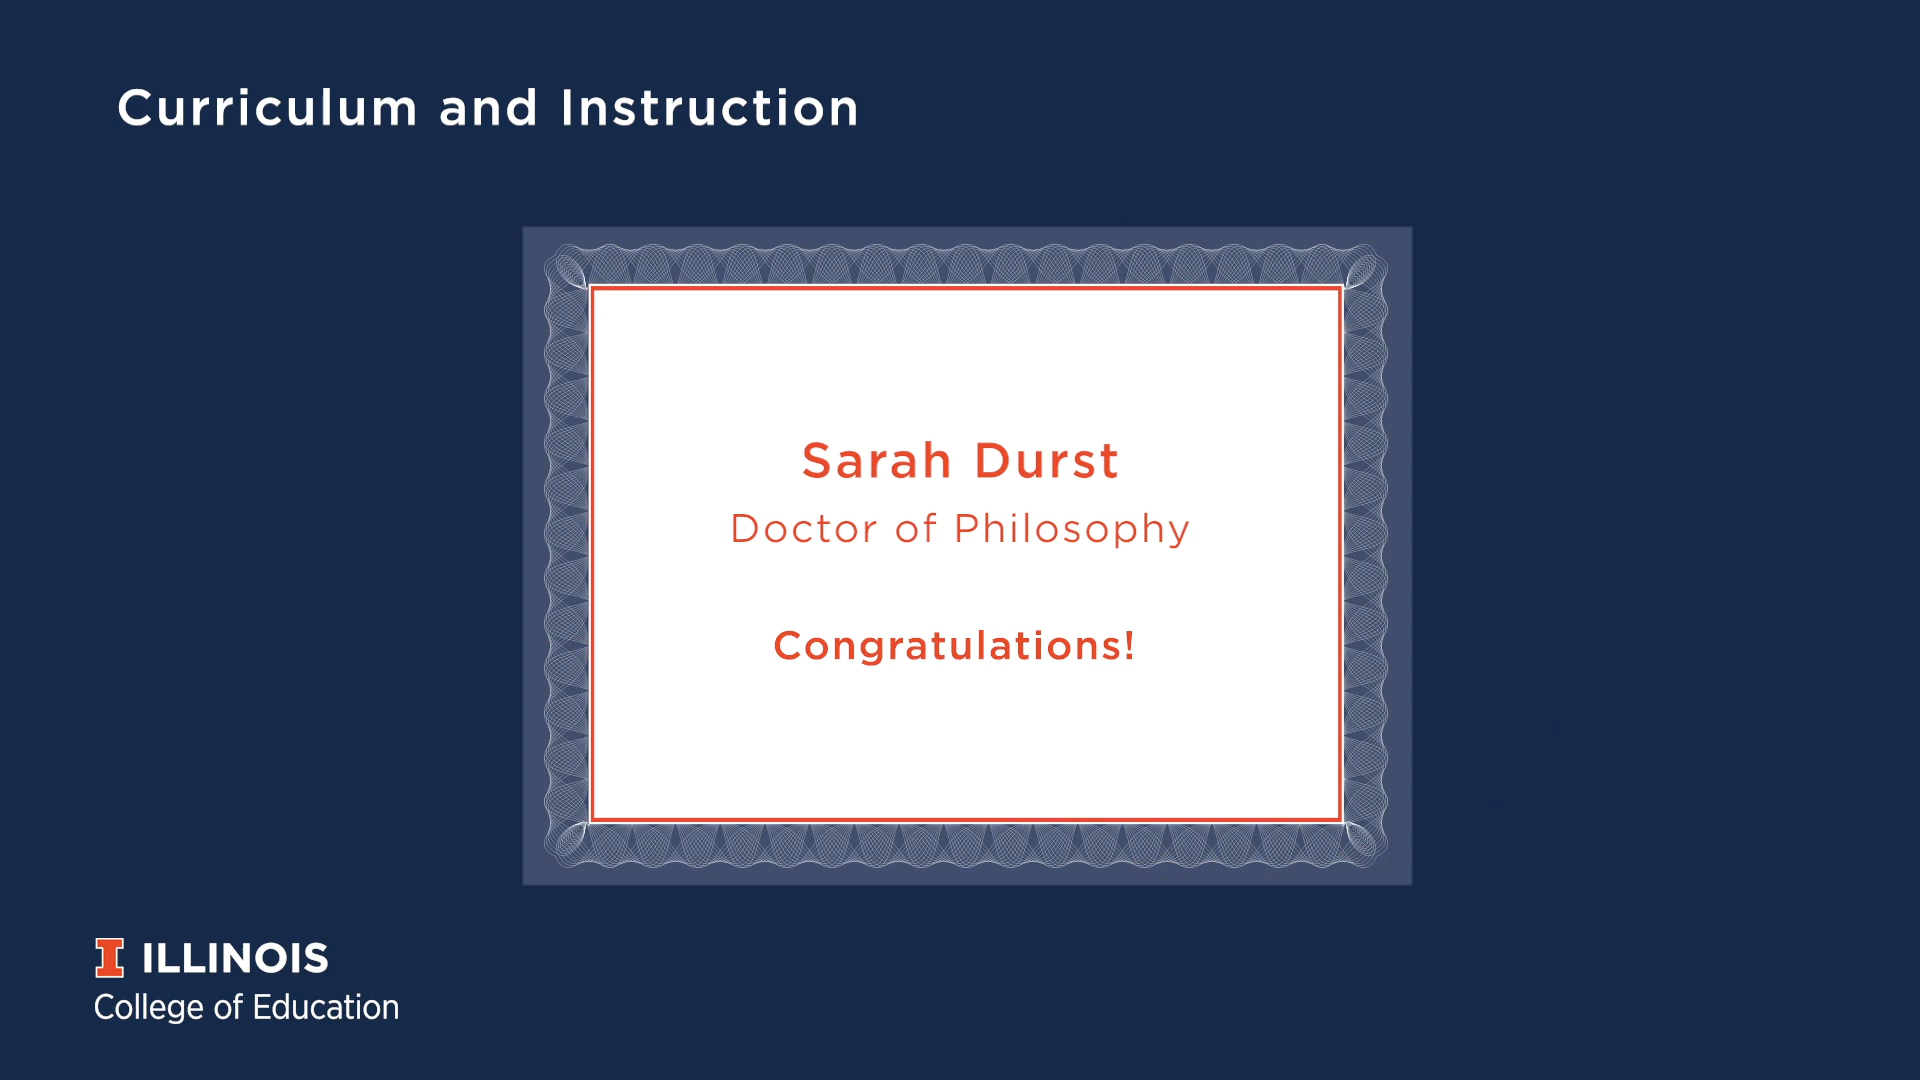 Curriculum and Instruction
Sarah Durst
Doctor of Philosophy
Congratulations!
I ILLINOIS
College of Education